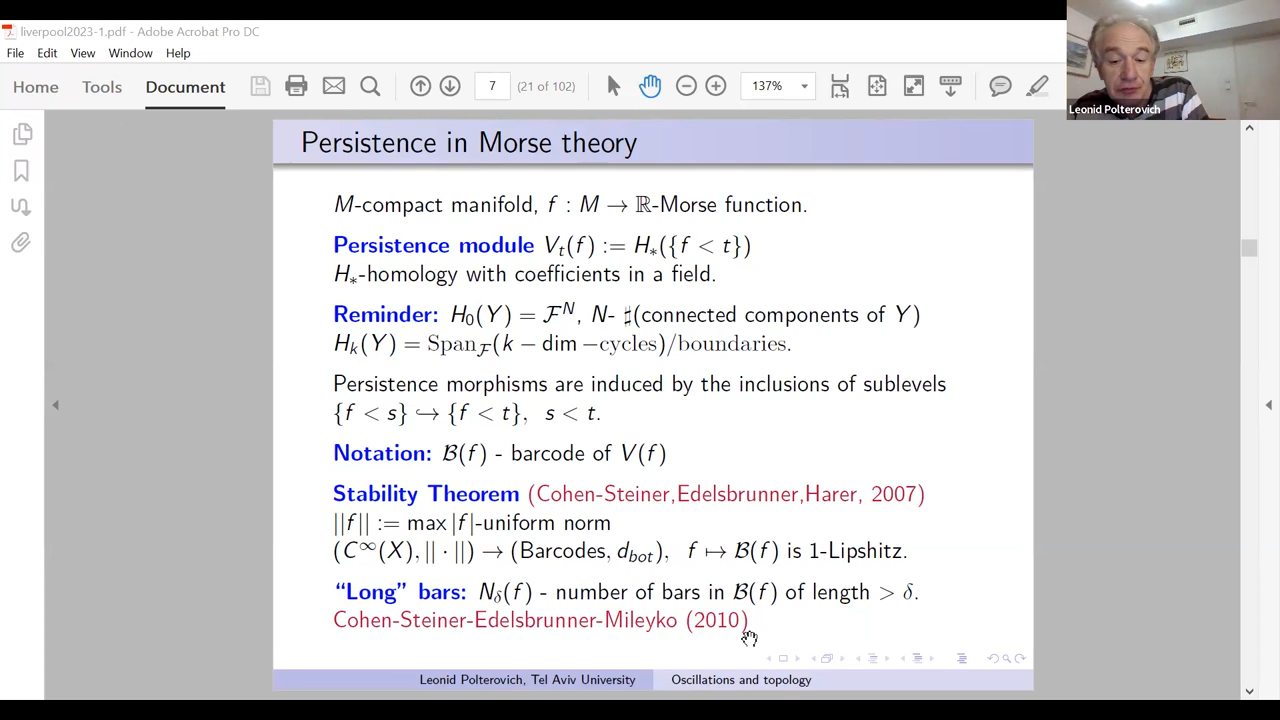 liverpool2023-1.pdf - Adobe Acrobat Pro DC
File Edit View Window Help
Home Tools Document 7 (21 of 102) 137%
Leonid Polterovich
Persistence in Morse theory
M-compact manifold, f : M → ℝ-Morse function.
Persistence module V_t(f) := H_*({f < t})
H_*-homology with coefficients in a field.
Reminder: H_0(Y) = 𝓕^N, N- ♯(connected components of Y)
H_k(Y) = Span_𝓕(k − dim −cycles)/boundaries.
Persistence morphisms are induced by the inclusions of sublevels
{f < s} ↪ {f < t}, s < t.
Notation: 𝓑(f) - barcode of V(f)
Stability Theorem (Cohen-Steiner,Edelsbrunner,Harer, 2007)
||f|| := max |f|-uniform norm
(C^∞(X), || · ||) → (Barcodes, d_bot), f ↦ 𝓑(f) is 1-Lipshitz.
“Long” bars: N_δ(f) - number of bars in 𝓑(f) of length > δ.
Cohen-Steiner-Edelsbrunner-Mileyko (2010)
Leonid Polterovich, Tel Aviv University Oscillations and topology